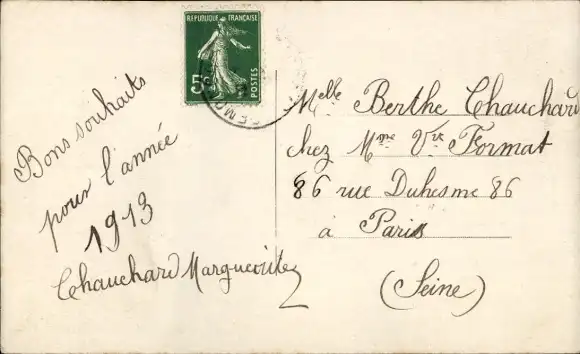 Bons souhaits
pour l'année
1913
Chauchard Marguerite
REPUBLIQUE FRANÇAISE
5c
POSTES
Melle Berthe Chauchard
chez Mme Vve Format
86 rue Duhesme 86
à Paris
(Seine)